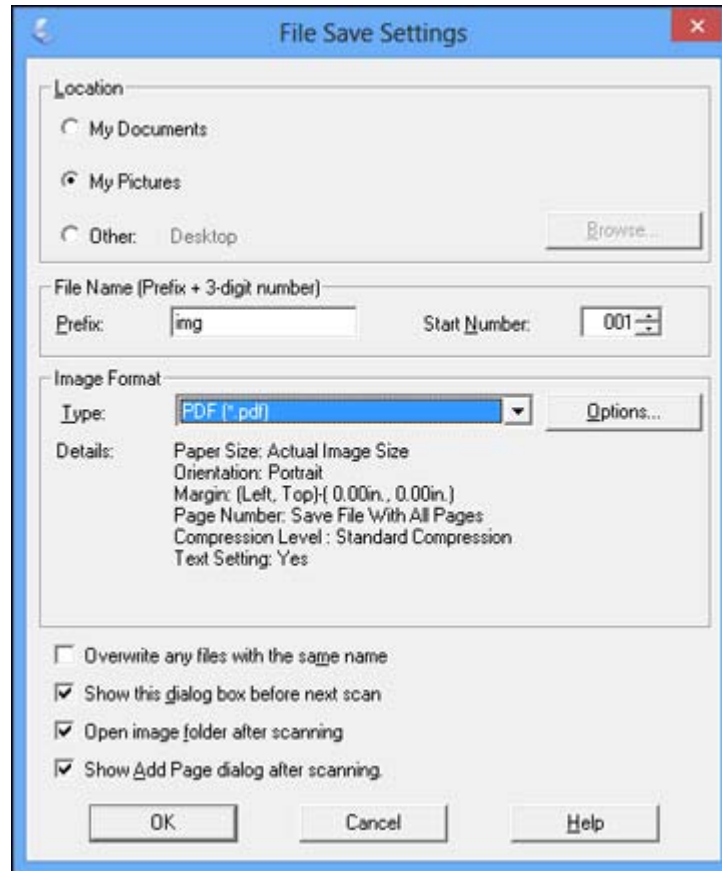 File Save Settings
Location
My Documents
My Pictures
Other: Desktop
Browse...
File Name (Prefix + 3-digit number)
Prefix: img Start Number: 001
Image Format
Type: PDF (*.pdf) Options...
Details: Paper Size: Actual Image Size
Orientation: Portrait
Margin: (Left, Top)-( 0.00in., 0.00in.)
Page Number: Save File With All Pages
Compression Level : Standard Compression
Text Setting: Yes
Overwrite any files with the same name
Show this dialog box before next scan
Open image folder after scanning
Show Add Page dialog after scanning.
OK Cancel Help